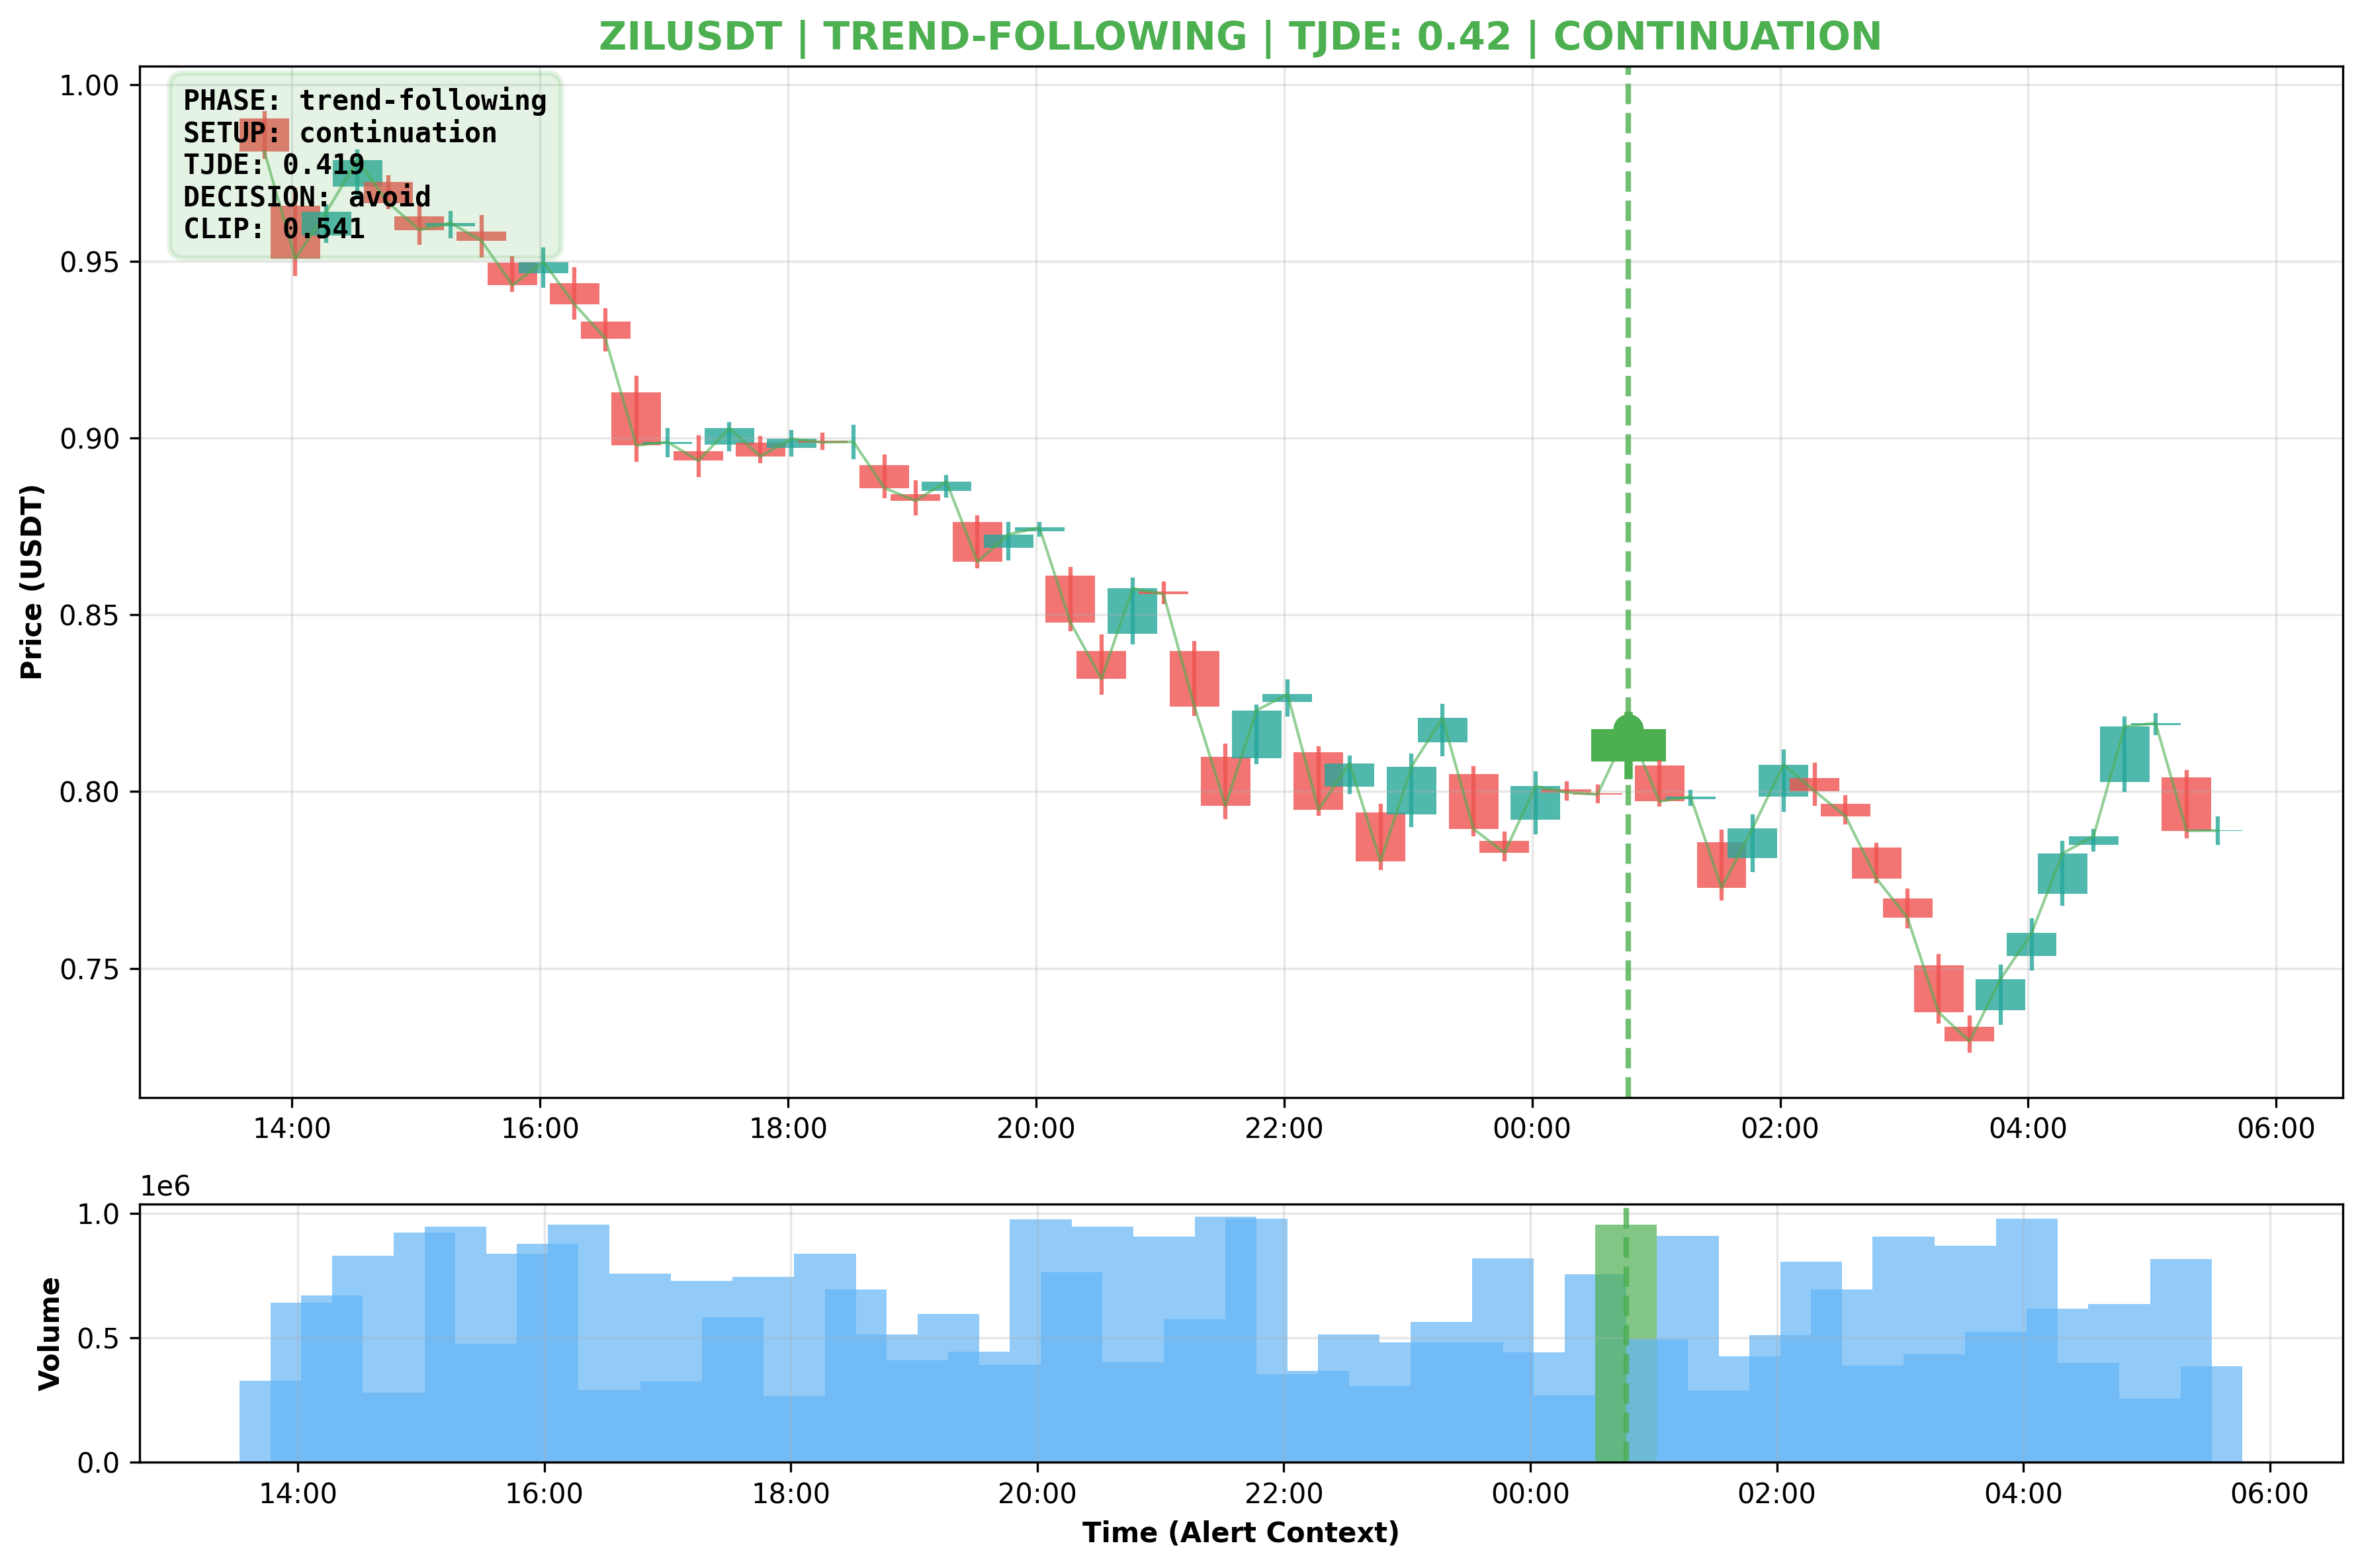 ZILUSDT | TREND-FOLLOWING | TJDE: 0.42 | CONTINUATION
PHASE: trend-following
SETUP: continuation
TJDE: 0.419
DECISION: avoid
CLIP: 0.541
Price (USDT)
1.00
0.95
0.90
0.85
0.80
0.75
14:00 16:00 18:00 20:00 22:00 00:00 02:00 04:00 06:00
1e6
Volume
1.0
0.5
0.0
14:00 16:00 18:00 20:00 22:00 00:00 02:00 04:00 06:00
Time (Alert Context)